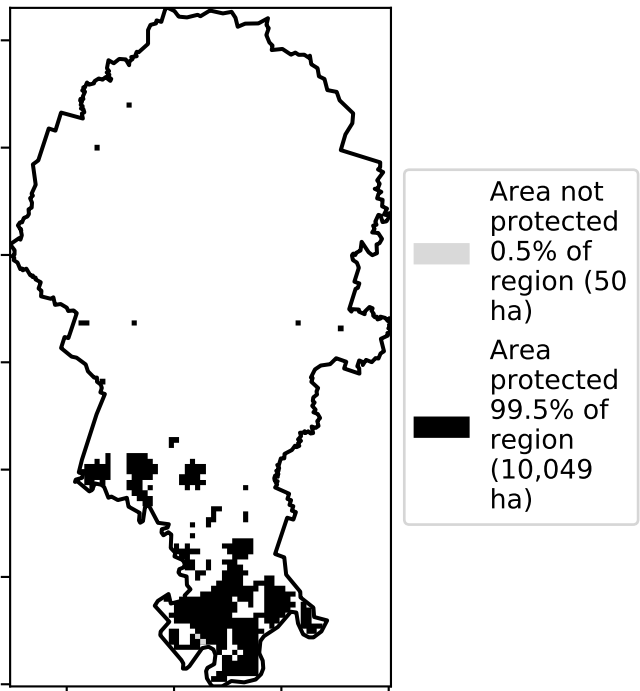 Area not
protected
0.5% of
region (50
ha)
Area
protected
99.5% of
region
(10,049
ha)